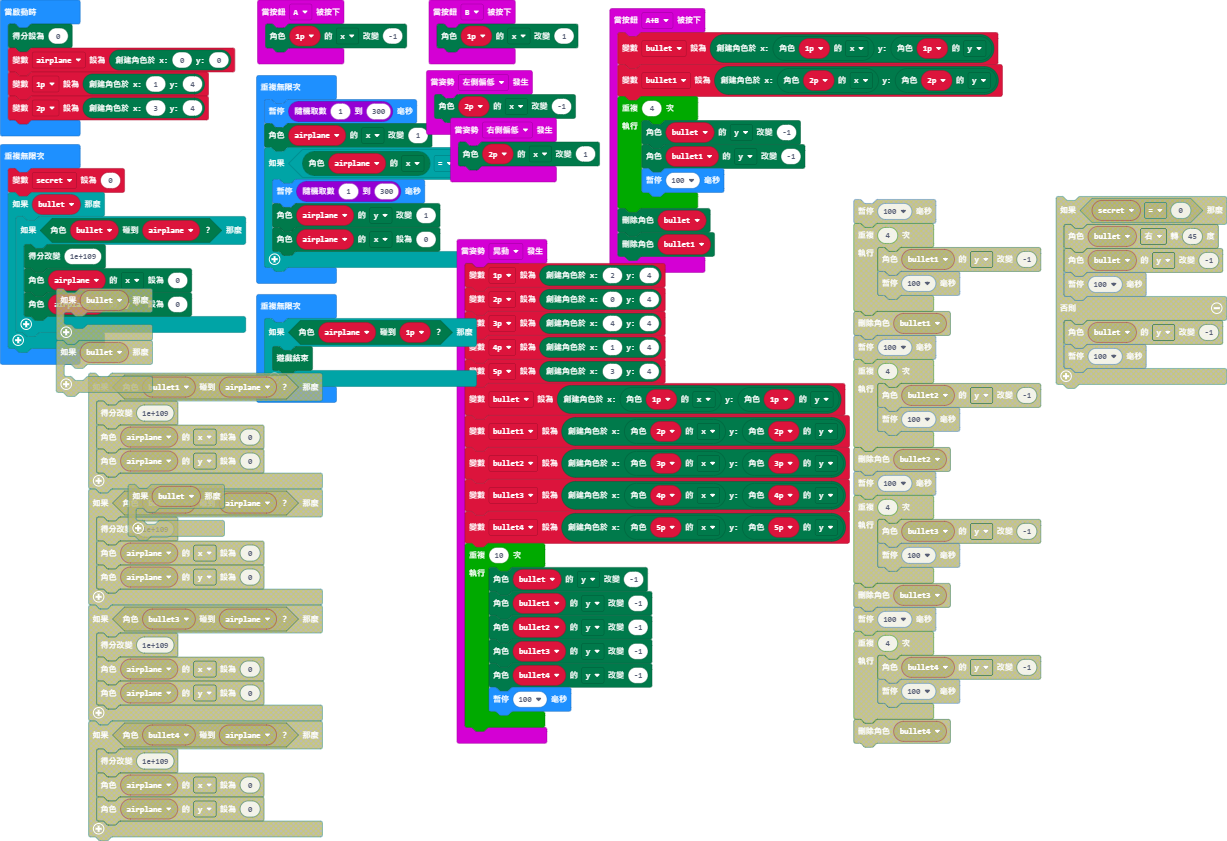 當啟動時
得分設為 0
變數 airplane 設為 創建角色於 x: 0 y: 0
變數 1p 設為 創建角色於 x: 1 y: 4
變數 2p 設為 創建角色於 x: 3 y: 4
重複無限次
變數 secret 設為 0
如果 bullet 那麼
如果 角色 bullet 碰到 airplane ? 那麼
得分改變 1e+109
角色 airplane 的 x 設為 0
設為 0
如果 bullet 那麼
如果 bullet 那麼
bullet1 碰到 airplane ? 那麼
得分改變 1e+109
角色 airplane 的 x 設為 0
角色 airplane 的 y 設為 0
如果 airplane ? 那麼
如果 bullet 那麼
角色 airplane 的 x 設為 0
角色 airplane 的 y 設為 0
如果 角色 bullet3 碰到 airplane ? 那麼
得分改變 1e+109
角色 airplane 的 x 設為 0
角色 airplane 的 y 設為 0
如果 角色 bullet4 碰到 airplane ? 那麼
得分改變 1e+109
角色 airplane 的 x 設為 0
角色 airplane 的 y 設為 0
當按鈕 A 被按下
角色 1p 的 x 改變 -1
當按鈕 B 被按下
角色 1p 的 x 改變 1
重複無限次
暫停 隨機取數 1 到 300 毫秒
角色 airplane 的 x 改變 1
如果 角色 airplane 的 x =
暫停 隨機取數 1 到 300 毫秒
角色 airplane 的 y 改變 1
角色 airplane 的 x 設為 0
重複無限次
如果 角色 airplane 碰到 1p ? 那麼
遊戲結束
當姿勢 左側偏低 發生
角色 2p 的 x 改變 -1
當姿勢 右側偏低 發生
角色 2p 的 x 改變 1
當按鈕 A+B 被按下
變數 bullet 設為 創建角色於 x: 角色 1p 的 x y: 角色 1p 的 y
變數 bullet1 設為 創建角色於 x: 角色 2p 的 x y: 角色 2p 的 y
重複 4 次
執行
角色 bullet 的 y 改變 -1
角色 bullet1 的 y 改變 -1
暫停 100 毫秒
刪除角色 bullet
刪除角色 bullet1
當姿勢 晃動 發生
變數 1p 設為 創建角色於 x: 2 y: 4
變數 2p 設為 創建角色於 x: 0 y: 4
變數 3p 設為 創建角色於 x: 4 y: 4
變數 4p 設為 創建角色於 x: 1 y: 4
變數 5p 設為 創建角色於 x: 3 y: 4
變數 bullet 設為 創建角色於 x: 角色 1p 的 x y: 角色 1p 的 y
變數 bullet1 設為 創建角色於 x: 角色 2p 的 x y: 角色 2p 的 y
變數 bullet2 設為 創建角色於 x: 角色 3p 的 x y: 角色 3p 的 y
變數 bullet3 設為 創建角色於 x: 角色 4p 的 x y: 角色 4p 的 y
變數 bullet4 設為 創建角色於 x: 角色 5p 的 x y: 角色 5p 的 y
重複 10 次
執行
角色 bullet 的 y 改變 -1
角色 bullet1 的 y 改變 -1
角色 bullet2 的 y 改變 -1
角色 bullet3 的 y 改變 -1
角色 bullet4 的 y 改變 -1
暫停 100 毫秒
暫停 100 毫秒
重複 4 次
執行
角色 bullet1 的 y 改變 -1
暫停 100 毫秒
刪除角色 bullet1
暫停 100 毫秒
重複 4 次
執行
角色 bullet2 的 y 改變 -1
暫停 100 毫秒
刪除角色 bullet2
暫停 100 毫秒
重複 4 次
執行
角色 bullet3 的 y 改變 -1
暫停 100 毫秒
刪除角色 bullet3
暫停 100 毫秒
重複 4 次
執行
角色 bullet4 的 y 改變 -1
暫停 100 毫秒
刪除角色 bullet4
如果 secret = 0 那麼
角色 bullet 右 轉 45 度
角色 bullet 的 y 改變 -1
暫停 100 毫秒
否則
角色 bullet 的 y 改變 -1
暫停 100 毫秒